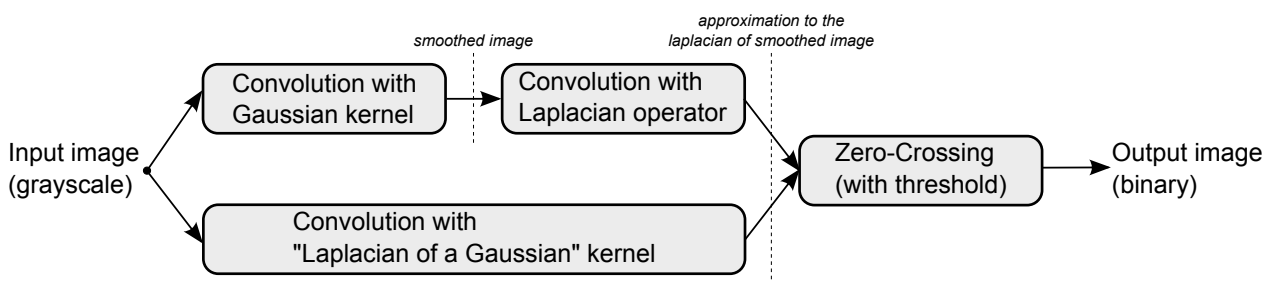 approximation to the
laplacian of smoothed image
smoothed image
Convolution with
Gaussian kernel
Convolution with
Laplacian operator
Input image
(grayscale)
Zero-Crossing
(with threshold)
Output image
(binary)
Convolution with
"Laplacian of a Gaussian" kernel